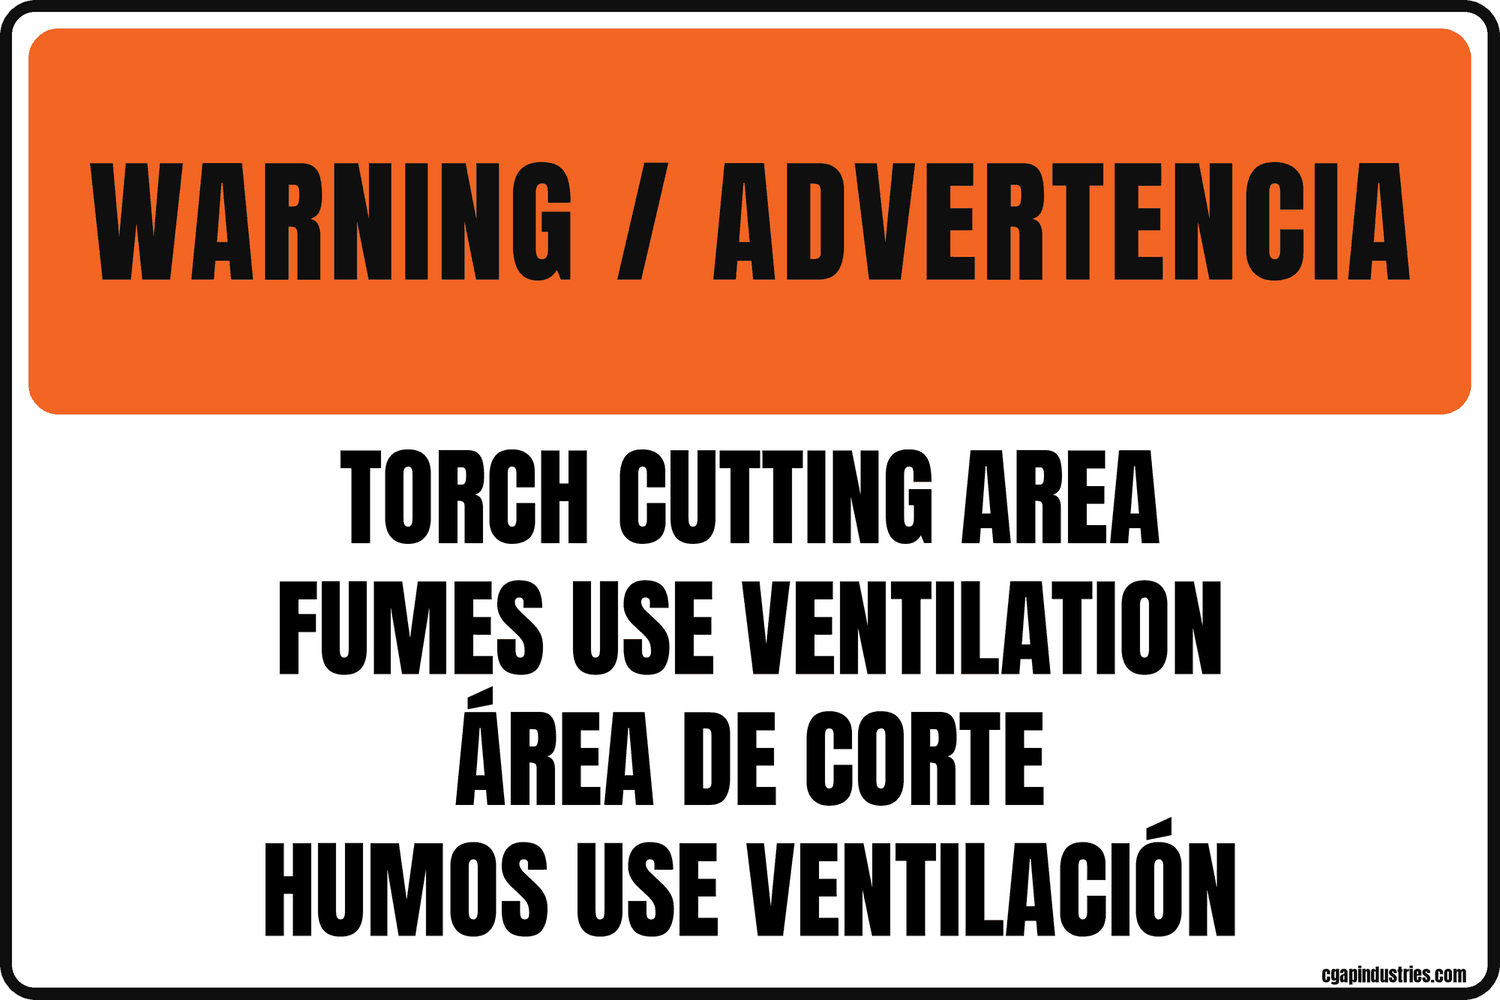 WARNING / ADVERTENCIA
TORCH CUTTING AREA
FUMES USE VENTILATION
ÁREA DE CORTE
HUMOS USE VENTILACIÓN
cgapindustries.com